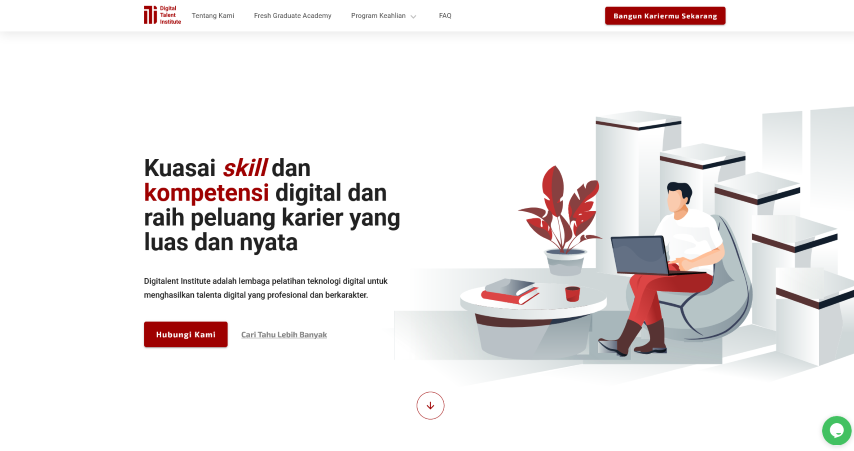 Digital
Talent
Institute
Tentang Kami
Fresh Graduate Academy
Program Keahlian
FAQ
Bangun Kariermu Sekarang
Kuasai skill dan
kompetensi digital dan
raih peluang karier yang
luas dan nyata
Digitalent Institute adalah lembaga pelatihan teknologi digital untuk
menghasilkan talenta digital yang profesional dan berkarakter.
Hubungi Kami
Cari Tahu Lebih Banyak